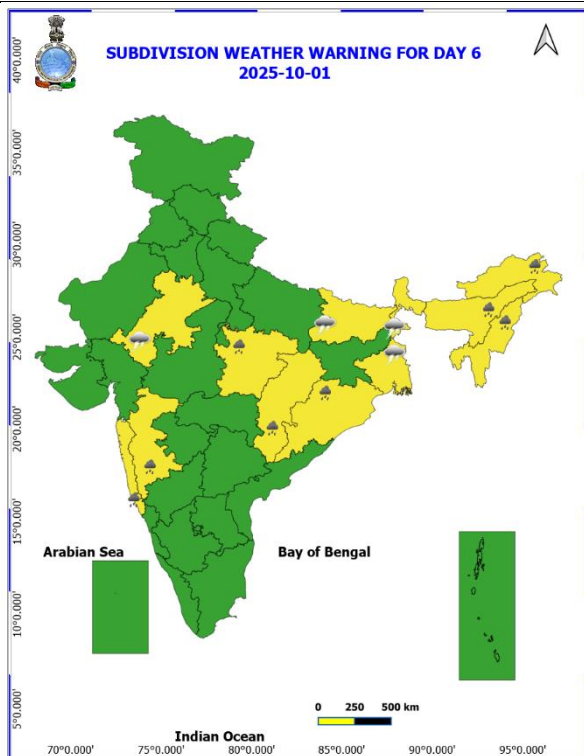 SUBDIVISION WEATHER WARNING FOR DAY 6
2025-10-01
40°0.000'
35°0.000'
30°0.000'
25°0.000'
20°0.000'
15°0.000'
10°0.000'
5°0.000'
Arabian Sea
Bay of Bengal
0 250 500 km
Indian Ocean
70°0.000' 75°0.000' 80°0.000' 85°0.000' 90°0.000' 95°0.000'